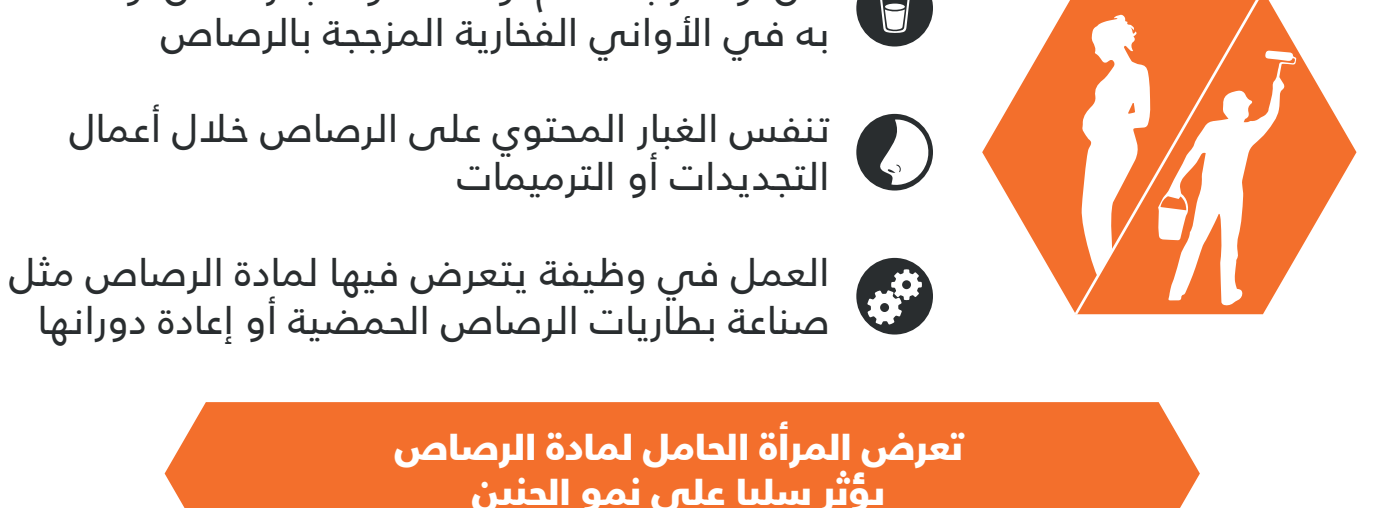 به في الأواني الفخارية المزججة بالرصاص
تنفس الغبار المحتوي على الرصاص خلال أعمال
التجديدات أو الترميمات
العمل في وظيفة يتعرض فيها لمادة الرصاص مثل
صناعة بطاريات الرصاص الحمضية أو إعادة دورانها
تعرض المرأة الحامل لمادة الرصاص
يؤثر سلبا على نمو الجنين